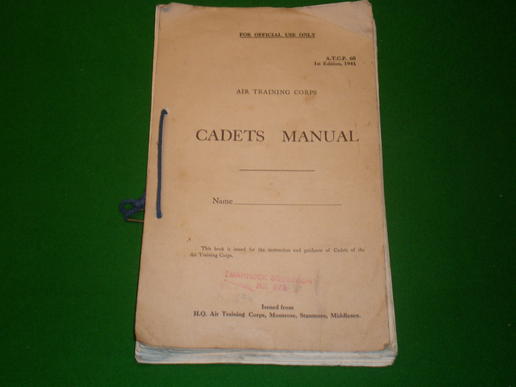 FOR OFFICIAL USE ONLY
A.T.C.P. 68
1st Edition, 1941
AIR TRAINING CORPS
CADETS MANUAL
Name
This book is issued for the instruction and guidance of Cadets of the
Air Training Corps.
Issued from
H.Q. Air Training Corps, Montrose, Stanmore, Middlesex.